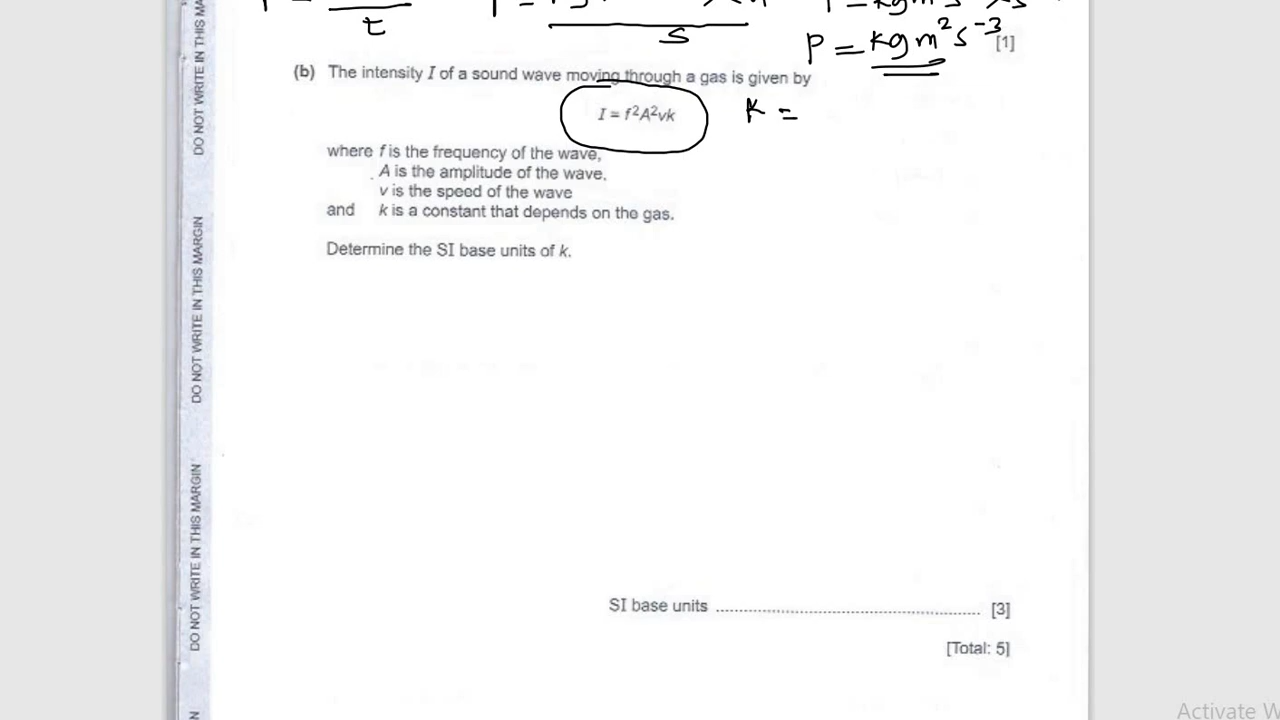 t
s
P = kgm²s⁻³ [1]
(b) The intensity I of a sound wave moving through a gas is given by
I = f²A²vk K =
where f is the frequency of the wave,
A is the amplitude of the wave,
v is the speed of the wave
and k is a constant that depends on the gas.
Determine the SI base units of k.
SI base units ........................................ [3]
[Total: 5]
DO NOT WRITE IN THIS MARGIN
DO NOT WRITE IN THIS MARGIN
DO NOT WRITE IN THIS MARGIN
Activate W